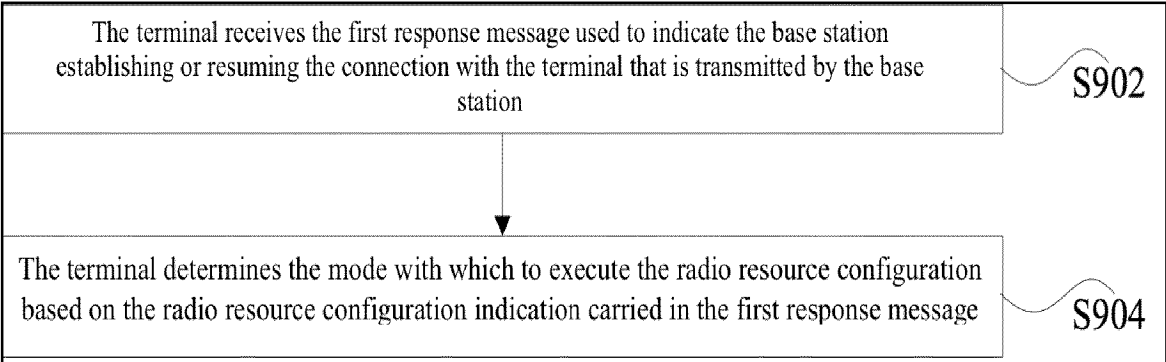 The terminal receives the first response message used to indicate the base station
establishing or resuming the connection with the terminal that is transmitted by the base
station
S902
The terminal determines the mode with which to execute the radio resource configuration
based on the radio resource configuration indication carried in the first response message
S904